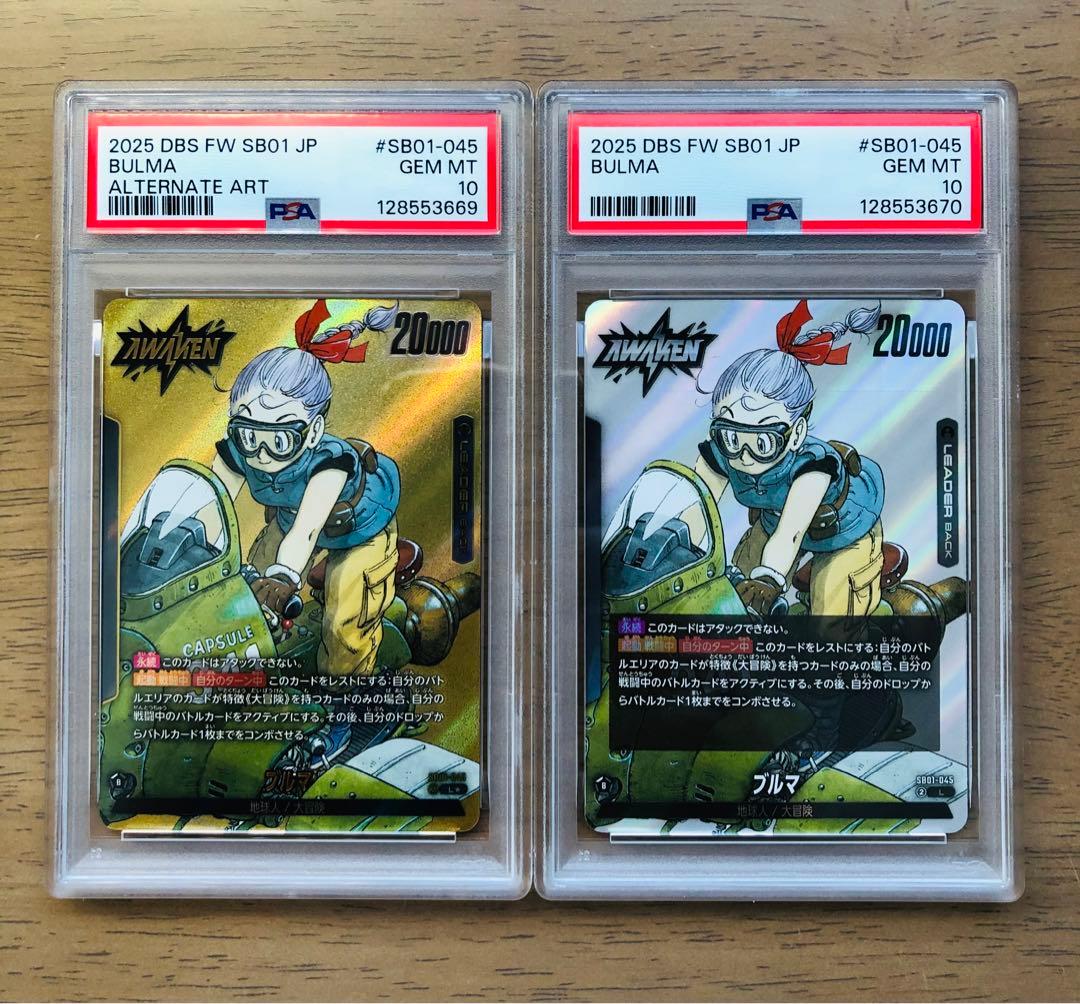 2025 DBS FW SB01 JP #SB01-045
BULMA GEM MT
ALTERNATE ART 10
PSA 128553669
AWAKEN
20000
LEADER BACK
CAPSULE
永続 このカードはアタックできない。
起動 戦闘中 自分のターン中 このカードをレストにする:自分のバト
ルエリアのカードが特徴《大冒険》を持つカードのみの場合、自分の
戦闘中のバトルカードをアクティブにする。その後、自分のドロップか
らバトルカード1枚までをコンボさせる。
ブルマ
SB01-045
B
L★
地球人 / 大冒険
2025 DBS FW SB01 JP #SB01-045
BULMA GEM MT
10
PSA 128553670
AWAKEN
20000
LEADER BACK
永続 このカードはアタックできない。
起動 戦闘中 自分のターン中 このカードをレストにする:自分のバト
ルエリアのカードが特徴《大冒険》を持つカードのみの場合、自分の
戦闘中のバトルカードをアクティブにする。その後、自分のドロップか
らバトルカード1枚までをコンボさせる。
ブルマ
SB01-045
B
2 L
地球人 / 大冒険